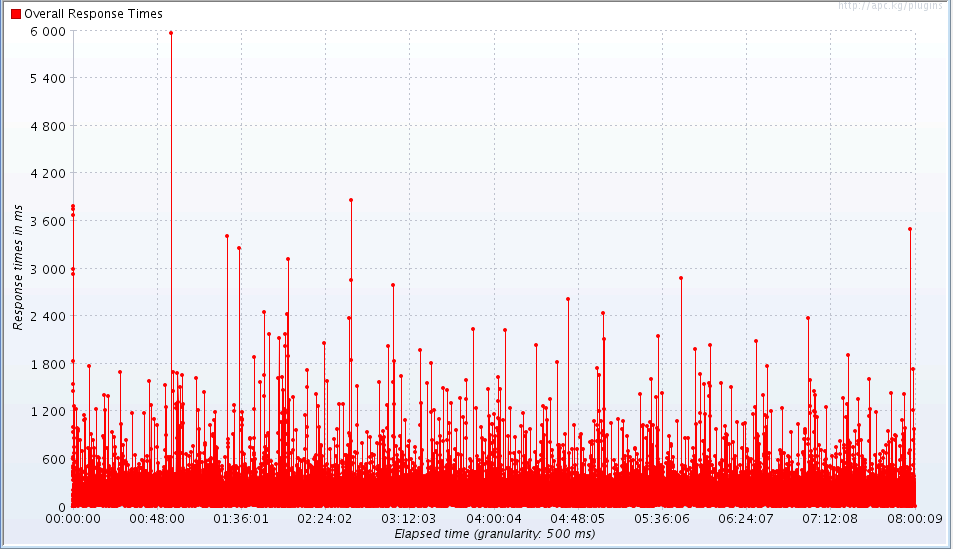 http://apc.kg/plugins
Overall Response Times
6 000
5 400
4 800
4 200
3 600
3 000
2 400
1 800
1 200
600
0
Response times in ms
00:00:00 00:48:00 01:36:01 02:24:02 03:12:03 04:00:04 04:48:05 05:36:06 06:24:07 07:12:08 08:00:09
Elapsed time (granularity: 500 ms)